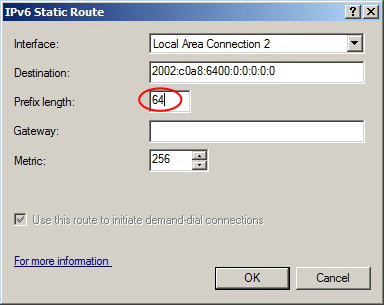 IPv6 Static Route
Interface: Local Area Connection 2
Destination: 2002:c0a8:6400:0:0:0:0:0
Prefix length: 64
Gateway:
Metric: 256
Use this route to initiate demand-dial connections
For more information
OK Cancel